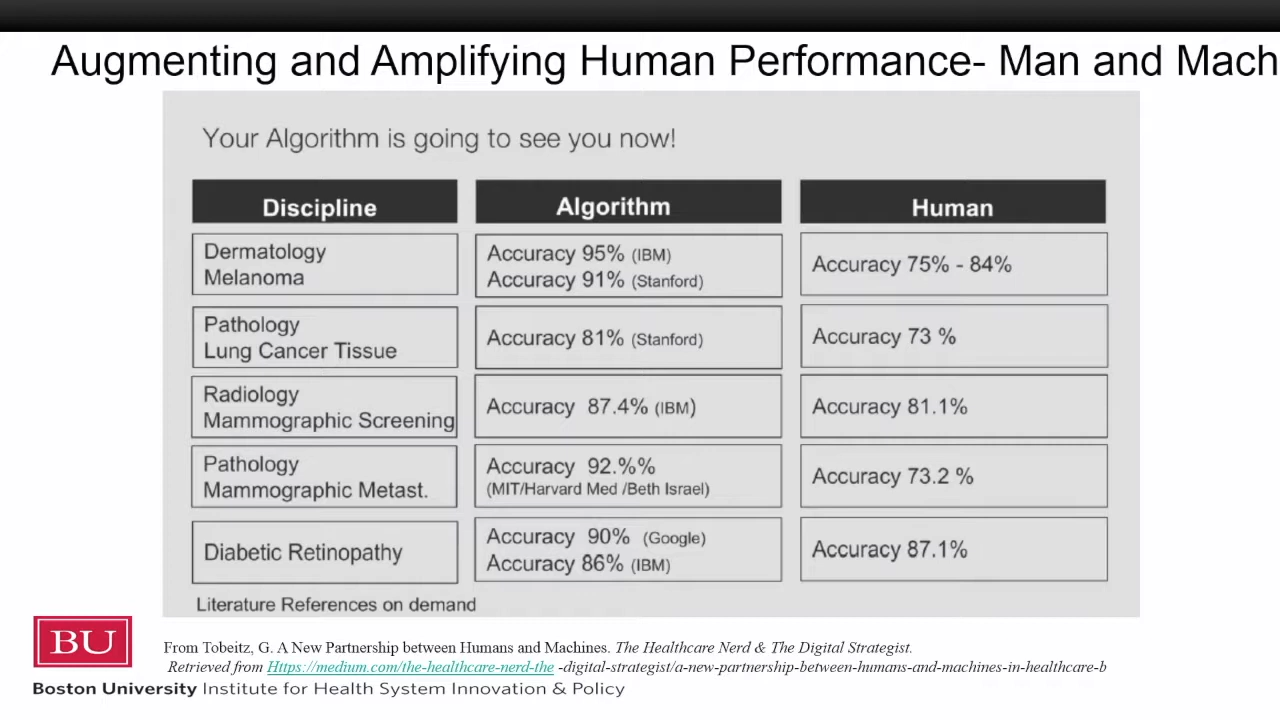 Augmenting and Amplifying Human Performance- Man and Mach
Your Algorithm is going to see you now!
Discipline
Algorithm
Human
Dermatology
Melanoma
Accuracy 95% (IBM)
Accuracy 91% (Stanford)
Accuracy 75% - 84%
Pathology
Lung Cancer Tissue
Accuracy 81% (Stanford)
Accuracy 73 %
Radiology
Mammographic Screening
Accuracy 87.4% (IBM)
Accuracy 81.1%
Pathology
Mammographic Metast.
Accuracy 92.%%
(MIT/Harvard Med /Beth Israel)
Accuracy 73.2 %
Diabetic Retinopathy
Accuracy 90% (Google)
Accuracy 86% (IBM)
Accuracy 87.1%
Literature References on demand
BU
From Tobeitz, G. A New Partnership between Humans and Machines. The Healthcare Nerd & The Digital Strategist.
Retrieved from Https://medium.com/the-healthcare-nerd-the -digital-strategist/a-new-partnership-between-humans-and-machines-in-healthcare-b
Boston University Institute for Health System Innovation & Policy